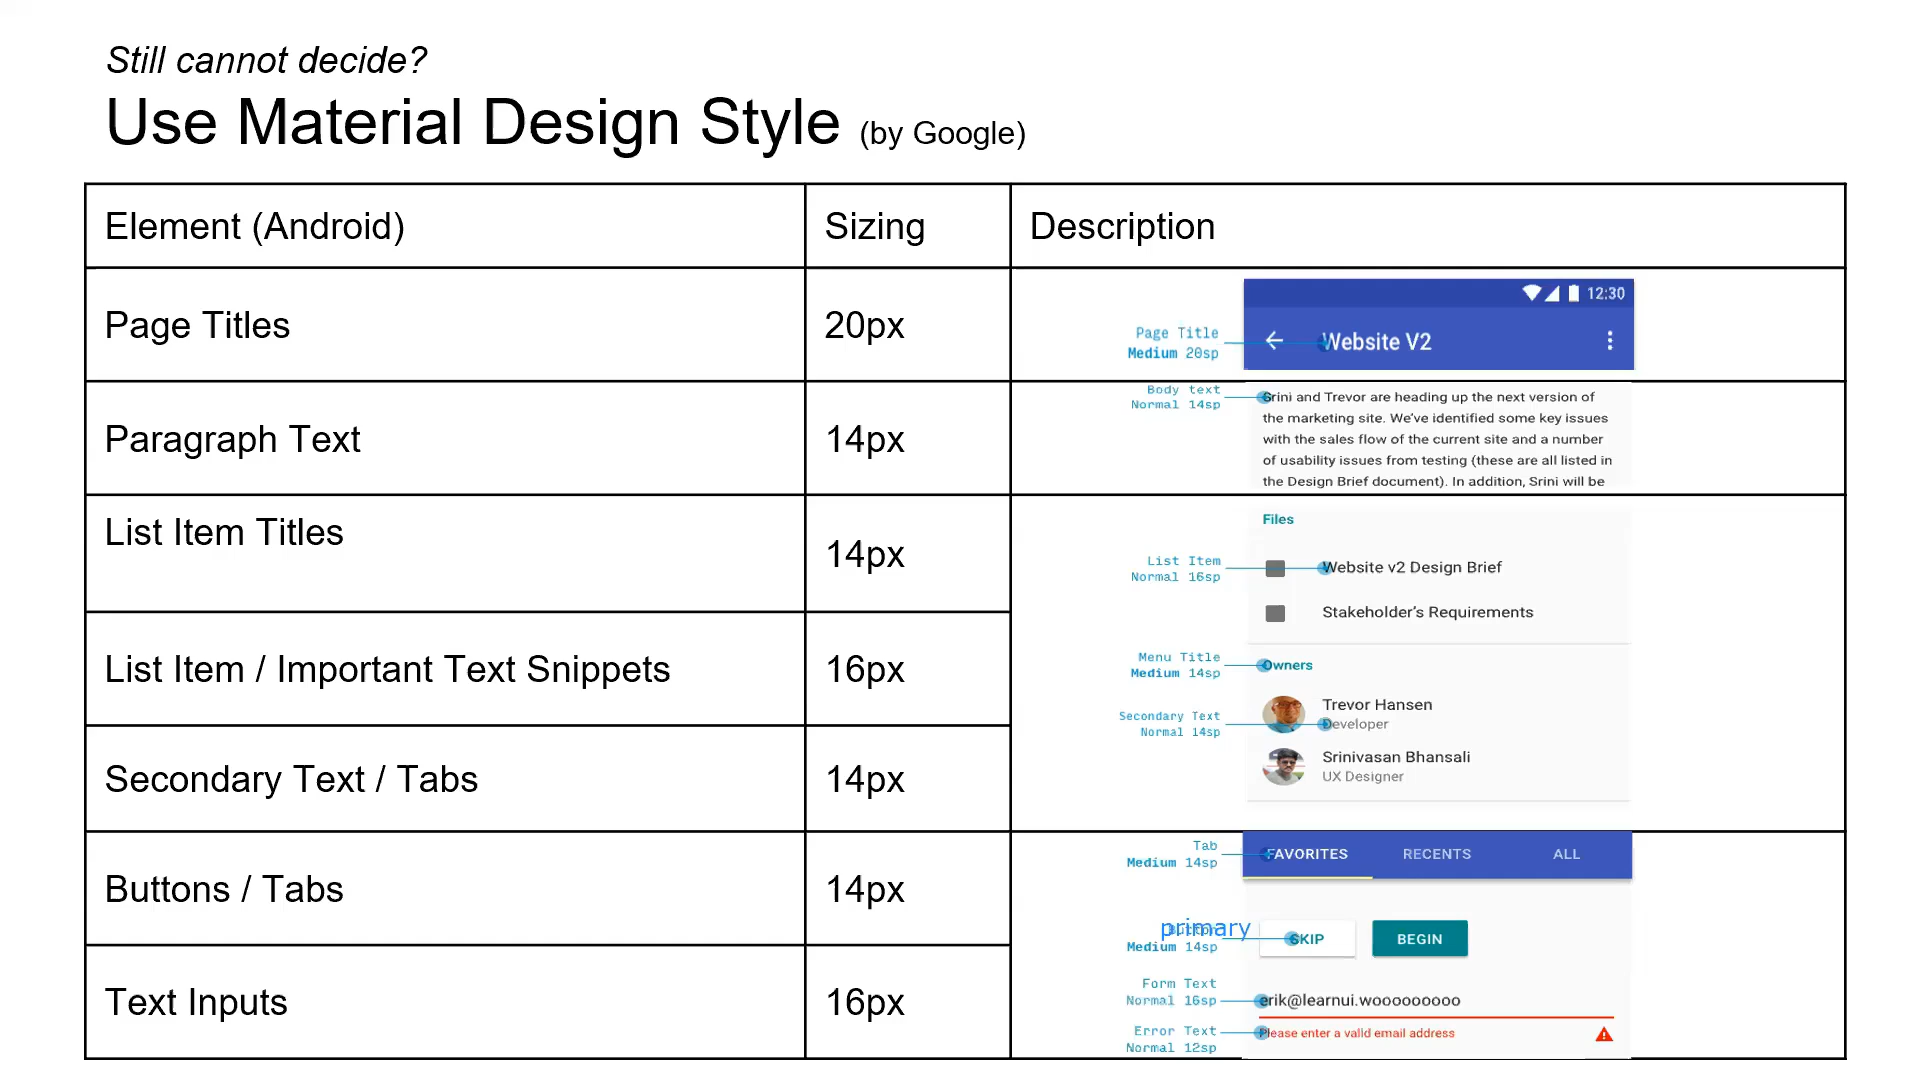 Still cannot decide?
Use Material Design Style (by Google)
Element (Android)
Sizing
Description
Page Titles
20px
Page Title
Medium 20sp
12:30
Website V2
Paragraph Text
14px
Body text
Normal 14sp
Srini and Trevor are heading up the next version of
the marketing site. We've identified some key issues
with the sales flow of the current site and a number
of usability issues from testing (these are all listed in
the Design Brief document). In addition, Srini will be
List Item Titles
14px
Files
List Item
Normal 16sp
Website v2 Design Brief
Stakeholder's Requirements
List Item / Important Text Snippets
16px
Menu Title
Medium 14sp
Owners
Trevor Hansen
Developer
Secondary Text
Normal 14sp
Secondary Text / Tabs
14px
Srinivasan Bhansali
UX Designer
Buttons / Tabs
14px
Tab
Medium 14sp
FAVORITES
RECENTS
ALL
primary
Medium 14sp
SKIP
BEGIN
Text Inputs
16px
Form Text
Normal 16sp
erik@learnui.wooooooooo
Error Text
Normal 12sp
Please enter a valid email address